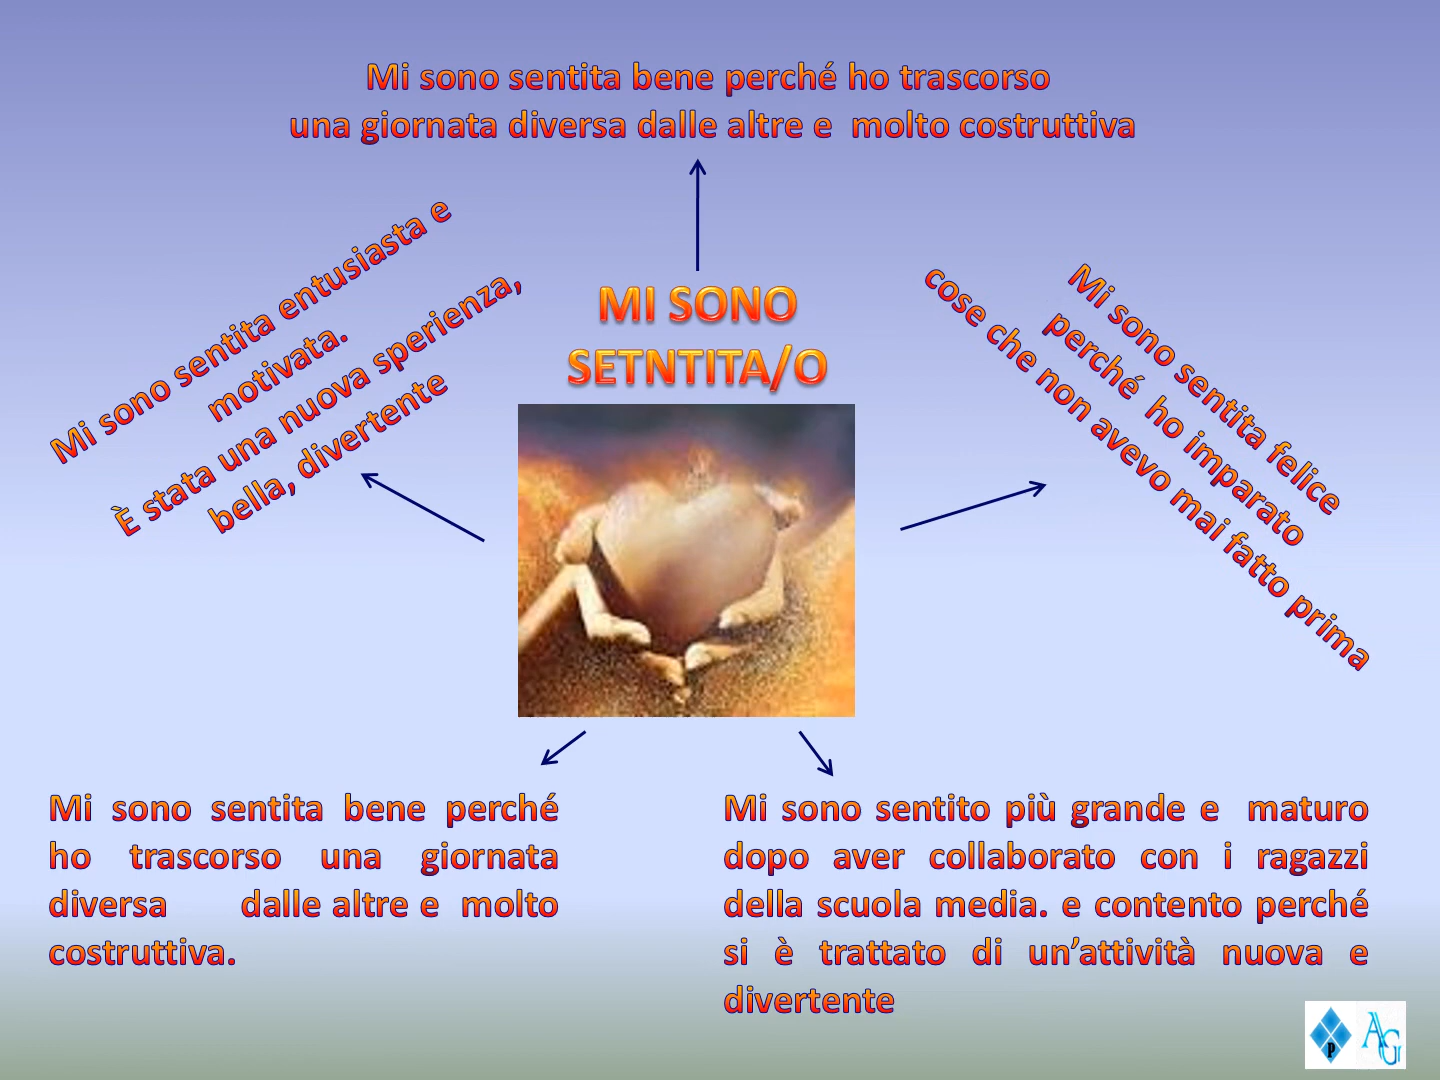 Mi sono sentita bene perché ho trascorso
una giornata diversa dalle altre e molto costruttiva
Mi sono sentita entusiasta e
motivata.
È stata una nuova sperienza,
bella, divertente
MI SONO
SETNTITA/O
Mi sono sentita felice
perché ho imparato
cose che non avevo mai fatto prima
Mi sono sentita bene perché
ho trascorso una giornata
diversa dalle altre e molto
costruttiva.
Mi sono sentito più grande e maturo
dopo aver collaborato con i ragazzi
della scuola media. e contento perché
si è trattato di un’attività nuova e
divertente
P
AG